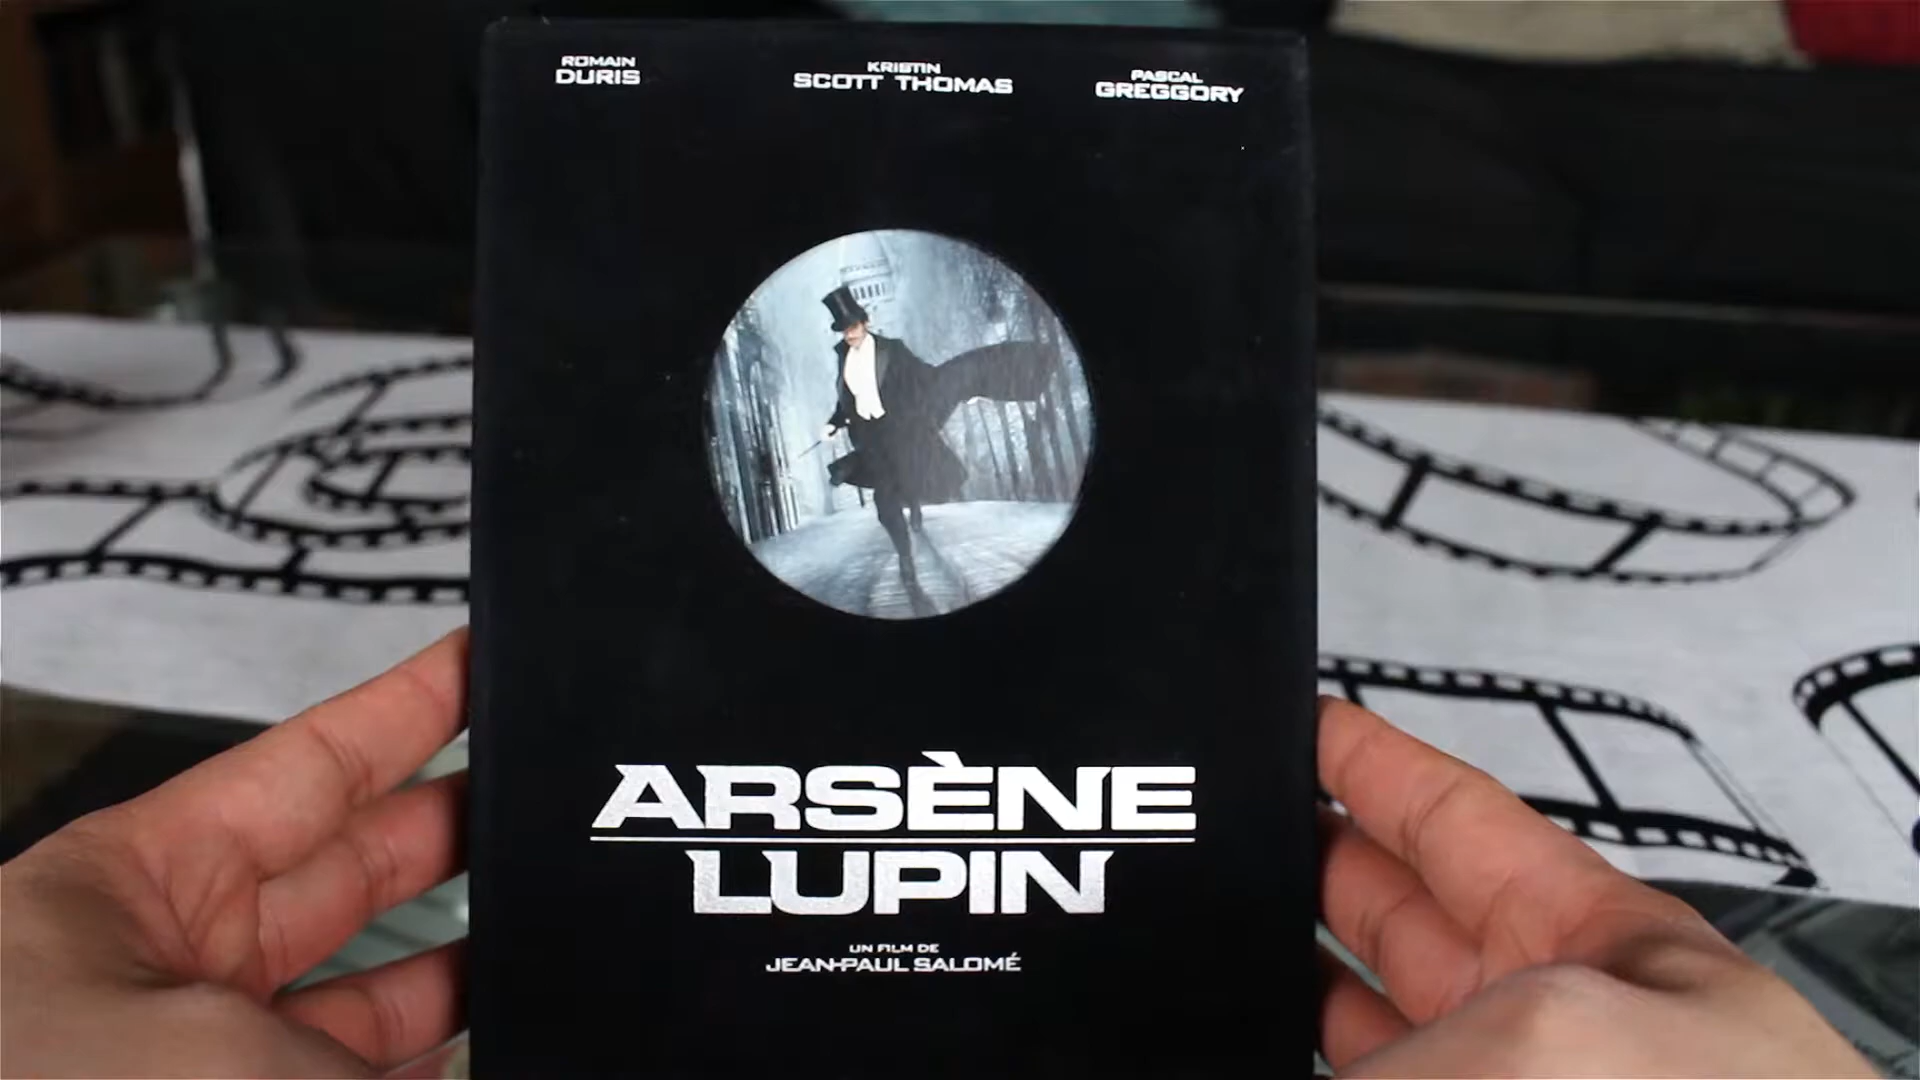 ROMAIN
DURIS
KRISTIN
SCOTT THOMAS
PASCAL
GREGGORY
ARSÈNE
LUPIN
UN FILM DE
JEAN-PAUL SALOMÉ